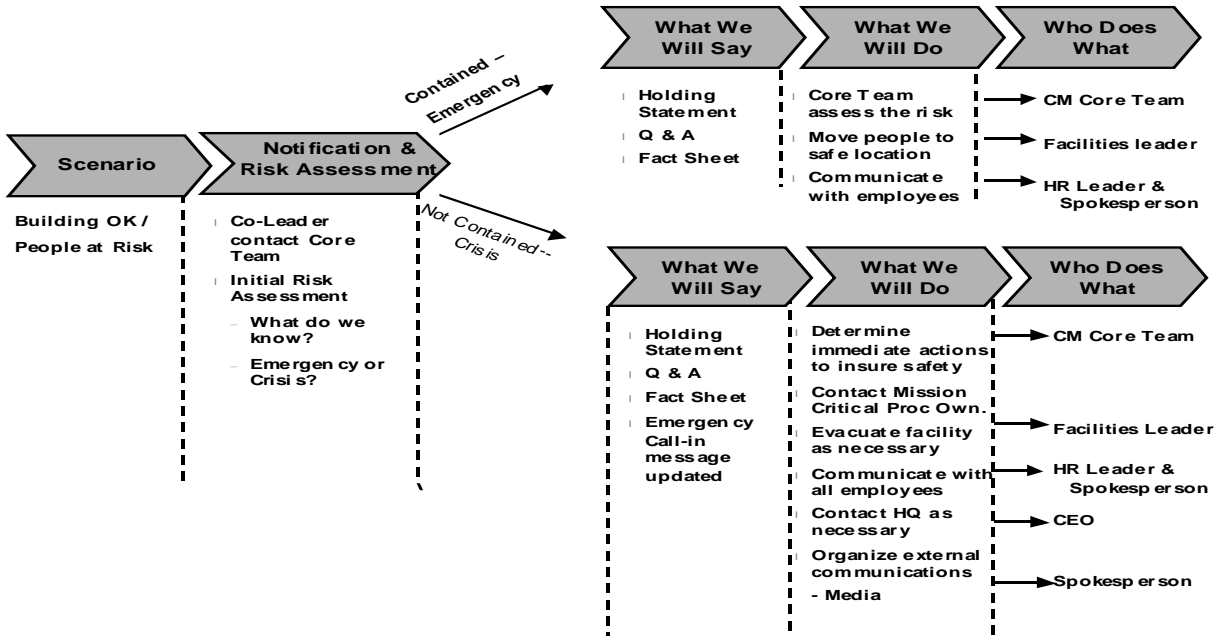 Scenario
Building OK /
People at Risk
Notification &
Risk Assessment
Co-Leader
contact Core
Team
Initial Risk
Assessment
– What do we
know?
– Emergency or
Crisis?
Contained –
Emergency
Not Contained--
Crisis
What We
Will Say
Holding
Statement
Q & A
Fact Sheet
What We
Will Do
Core Team
assess the risk
Move people to
safe location
Communicate
with employees
Who Does
What
CM Core Team
Facilities leader
HR Leader &
Spokesperson
What We
Will Say
Holding
Statement
Q & A
Fact Sheet
Emergency
Call-in
message
updated
What We
Will Do
Determine
immediate actions
to insure safety
Contact Mission
Critical Proc Own.
Evacuate facility
as necessary
Communicate with
all employees
Contact HQ as
necessary
Organize external
communications
- Media
Who Does
What
CM Core Team
Facilities Leader
HR Leader &
Spokesperson
CEO
Spokesperson